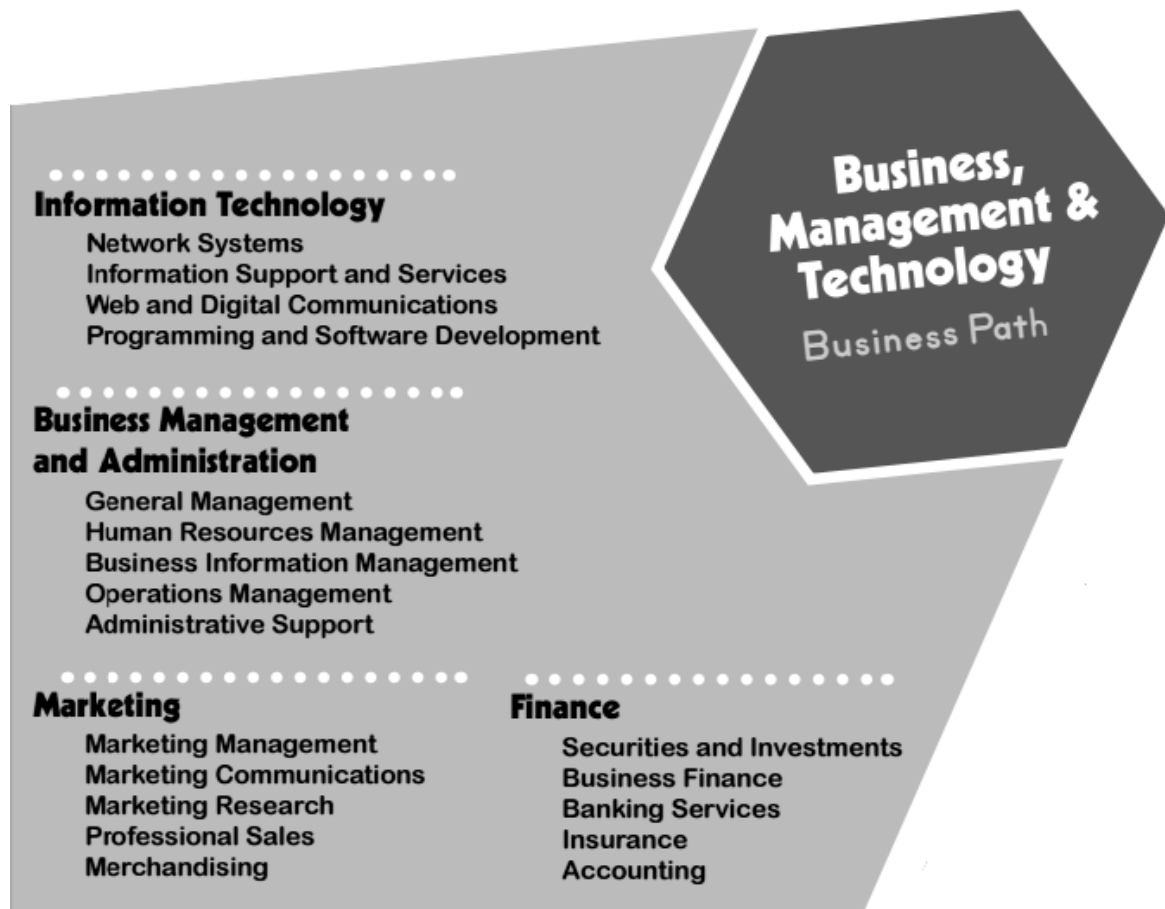 Business,
Management &
Technology
Business Path
Information Technology
Network Systems
Information Support and Services
Web and Digital Communications
Programming and Software Development
Business Management
and Administration
General Management
Human Resources Management
Business Information Management
Operations Management
Administrative Support
Marketing
Marketing Management
Marketing Communications
Marketing Research
Professional Sales
Merchandising
Finance
Securities and Investments
Business Finance
Banking Services
Insurance
Accounting